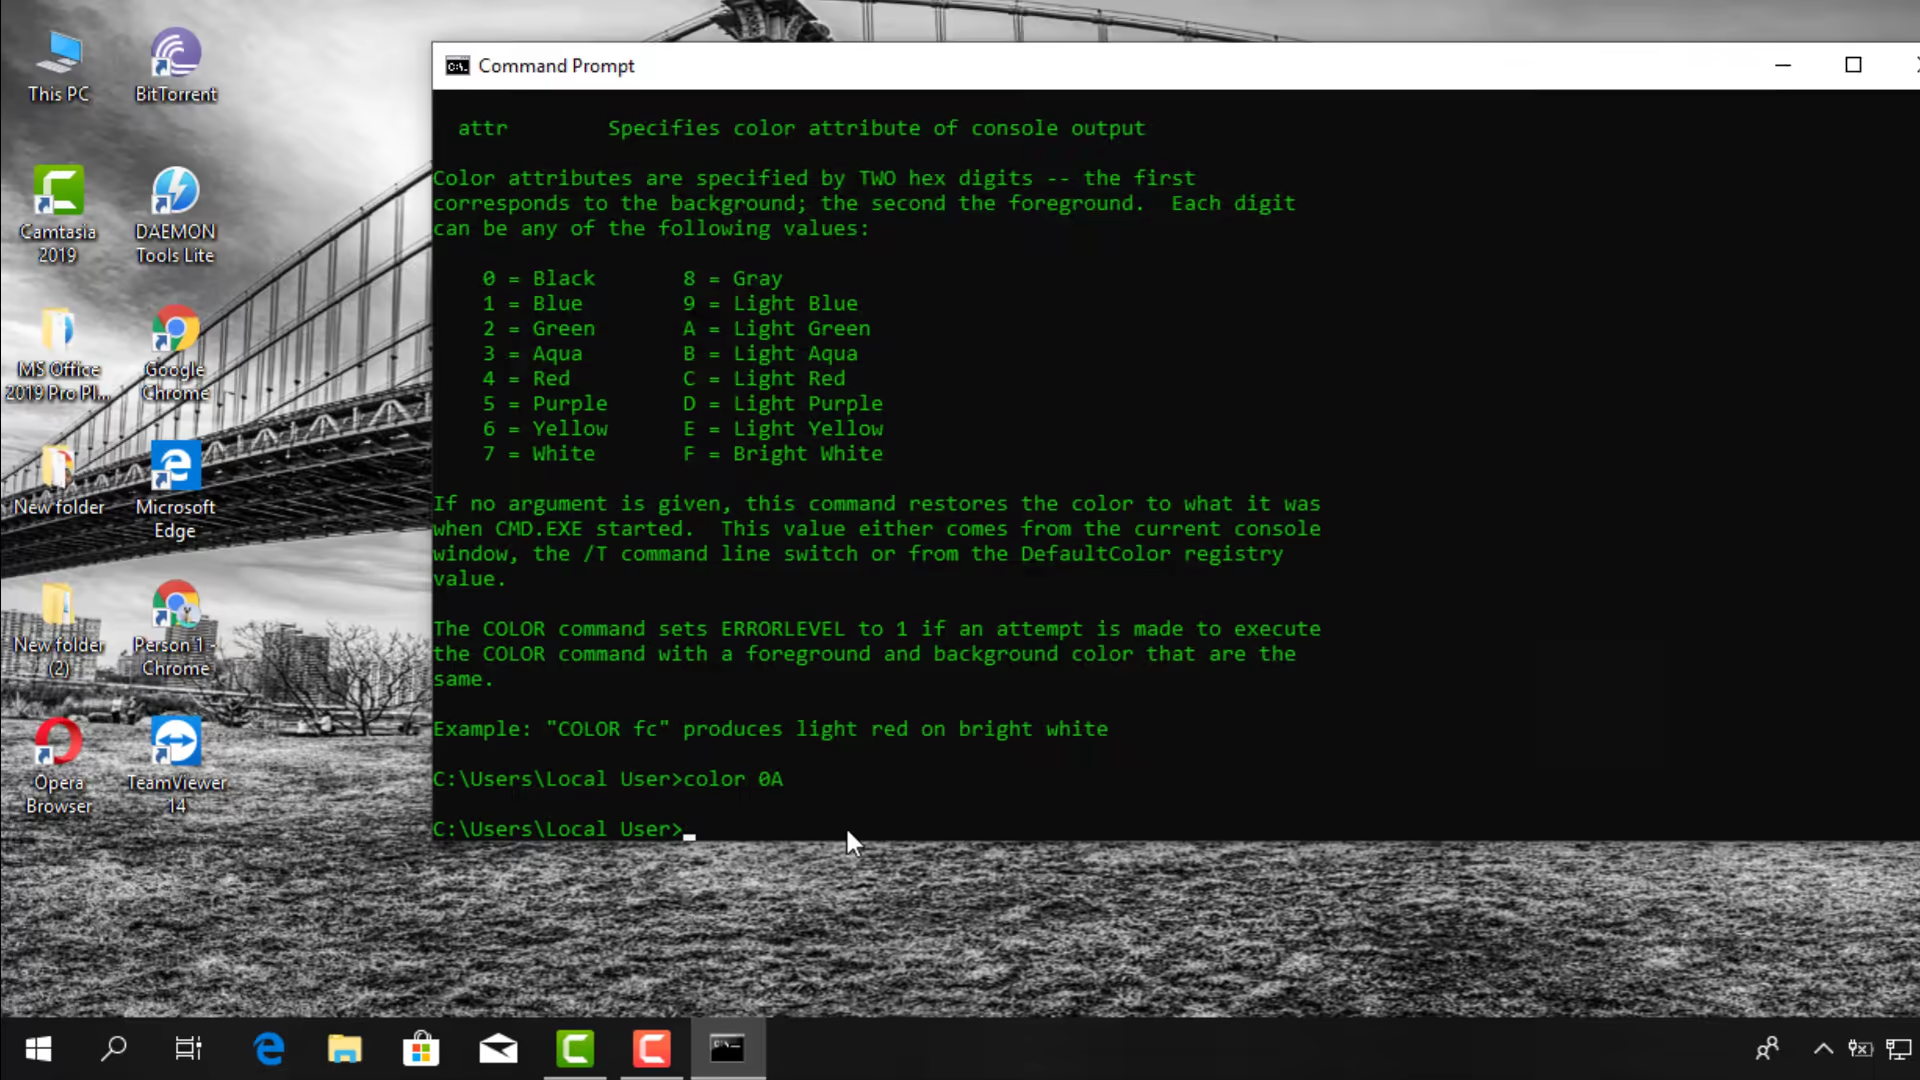 This PC
BitTorrent
Camtasia
2019
DAEMON
Tools Lite
MS Office
2019 Pro Pl...
Google
Chrome
New folder
Microsoft
Edge
New folder
(2)
Person 1 -
Chrome
Opera
Browser
TeamViewer
14
Command Prompt
attr        Specifies color attribute of console output
Color attributes are specified by TWO hex digits -- the first
corresponds to the background; the second the foreground.  Each digit
can be any of the following values:
0 = Black       8 = Gray
1 = Blue        9 = Light Blue
2 = Green       A = Light Green
3 = Aqua        B = Light Aqua
4 = Red         C = Light Red
5 = Purple      D = Light Purple
6 = Yellow      E = Light Yellow
7 = White       F = Bright White
If no argument is given, this command restores the color to what it was
when CMD.EXE started.  This value either comes from the current console
window, the /T command line switch or from the DefaultColor registry
value.
The COLOR command sets ERRORLEVEL to 1 if an attempt is made to execute
the COLOR command with a foreground and background color that are the
same.
Example: "COLOR fc" produces light red on bright white
C:\Users\Local User>color 0A
C:\Users\Local User>